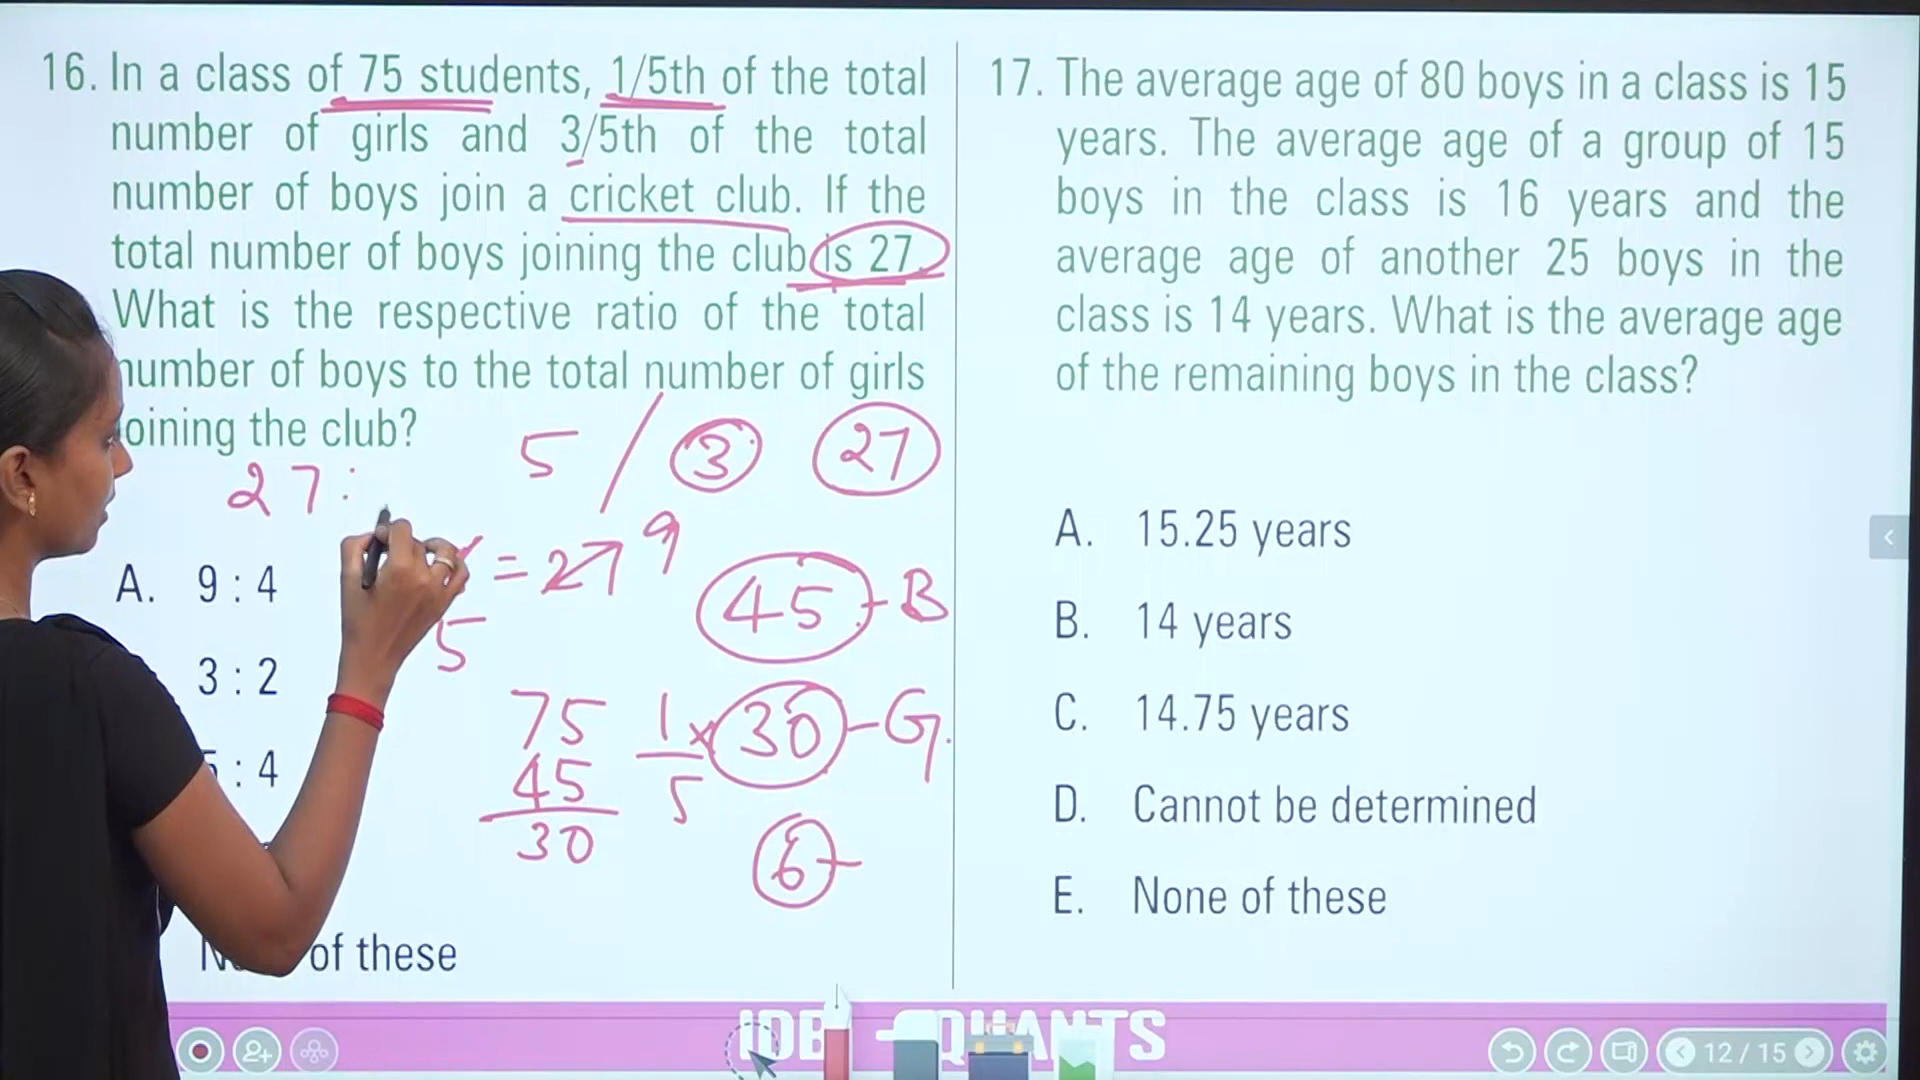 16. In a class of 75 students, 1/5th of the total
number of girls and 3/5th of the total
number of boys join a cricket club. If the
total number of boys joining the club is 27.
What is the respective ratio of the total
number of boys to the total number of girls
joining the club?
27 :
5 / 3 27
= 27 9
5
45 - B
75
45
30
1 × 30 - G
5
6 -
A. 9 : 4
3 : 2
: 4
of these
17. The average age of 80 boys in a class is 15
years. The average age of a group of 15
boys in the class is 16 years and the
average age of another 25 boys in the
class is 14 years. What is the average age
of the remaining boys in the class?
A. 15.25 years
B. 14 years
C. 14.75 years
D. Cannot be determined
E. None of these
QUANTS
12 / 15